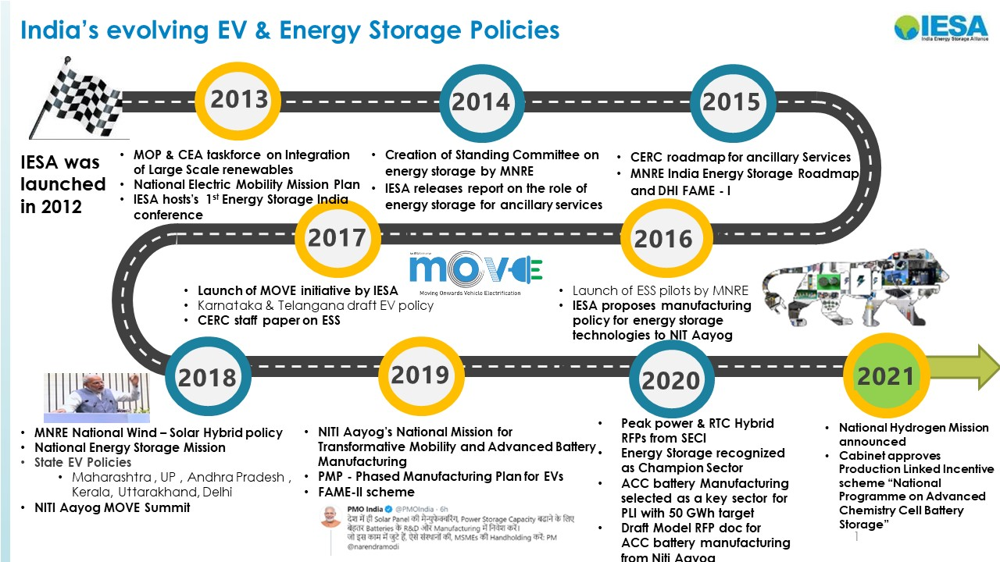 India’s evolving EV & Energy Storage Policies
IESA
India Energy Storage Alliance
2013
2014
2015
IESA was
launched
in 2012
• MOP & CEA taskforce on Integration
of Large Scale renewables
• National Electric Mobility Mission Plan
• IESA hosts’s 1st Energy Storage India
conference
• Creation of Standing Committee on
energy storage by MNRE
• IESA releases report on the role of
energy storage for ancillary services
• CERC roadmap for ancillary Services
• MNRE India Energy Storage Roadmap
and DHI FAME - I
2017
2016
An IESA Initiative
move
Moving Onwards Vehicle Electrification
• Launch of MOVE initiative by IESA
• Karnataka & Telangana draft EV policy
• CERC staff paper on ESS
• Launch of ESS pilots by MNRE
• IESA proposes manufacturing
policy for energy storage
technologies to NIT Aayog
2018
2019
2020
2021
• MNRE National Wind – Solar Hybrid policy
• National Energy Storage Mission
• State EV Policies
• Maharashtra , UP , Andhra Pradesh ,
Kerala, Uttarakhand, Delhi
• NITI Aayog MOVE Summit
• NITI Aayog’s National Mission for
Transformative Mobility and Advanced Battery
Manufacturing
• PMP - Phased Manufacturing Plan for EVs
• FAME-II scheme
PMO India @PMOIndia · 6h
देश में ही Solar Panel की मेन्युफेक्चरिंग, Power Storage Capacity बढाने के लिए
बेहतर Batteries के R&D और Manufacturing में निवेश करें।
जो इस काम में जुटे हैं, ऐसे संस्थानों की, MSMEs की Handholding करें: PM
@narendramodi
• Peak power & RTC Hybrid
RFPs from SECI
• Energy Storage recognized
as Champion Sector
• ACC battery Manufacturing
selected as a key sector for
PLI with 50 GWh target
• Draft Model RFP doc for
ACC battery manufacturing
from Niti Aayog
• National Hydrogen Mission
announced
• Cabinet approves
Production Linked Incentive
scheme “National
Programme on Advanced
Chemistry Cell Battery
Storage”
1